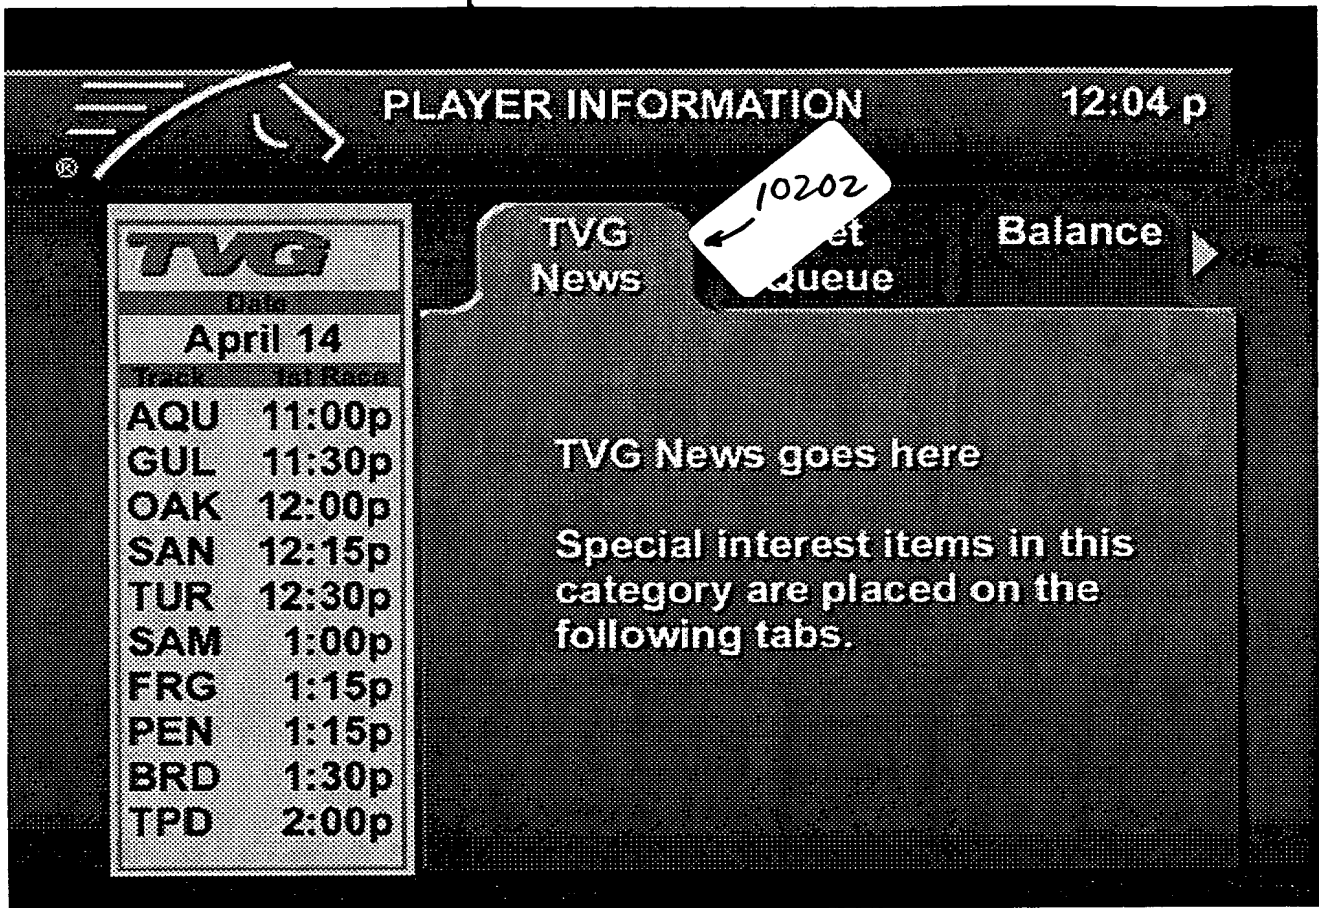 PLAYER INFORMATION 12:04 p
®
10202
TVG
Date
April 14
Track 1st Race
AQU 11:00p
GUL 11:30p
OAK 12:00p
SAN 12:15p
TUR 12:30p
SAM 1:00p
FRG 1:15p
PEN 1:15p
BRD 1:30p
TPD 2:00p
TVG
News
et
Queue
Balance
TVG News goes here
Special interest items in this
category are placed on the
following tabs.